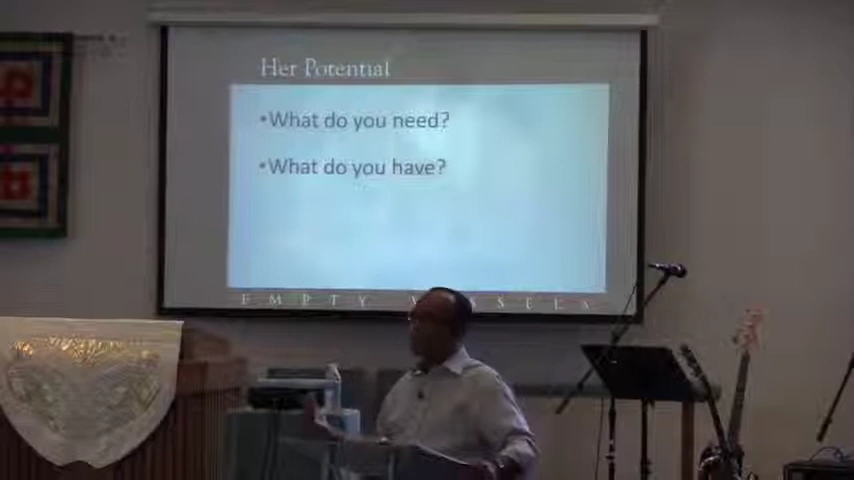 Her Potential
•What do you need?
•What do you have?
EMPTY VESSELS